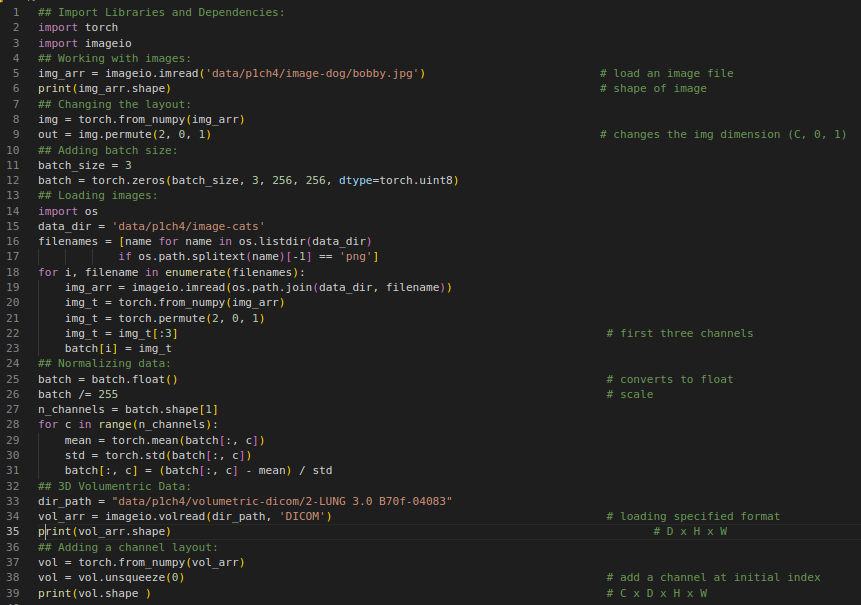 1 ## Import Libraries and Dependencies:
2 import torch
3 import imageio
4 ## Working with images:
5 img_arr = imageio.imread('data/p1ch4/image-dog/bobby.jpg') # load an image file
6 print(img_arr.shape) # shape of image
7 ## Changing the layout:
8 img = torch.from_numpy(img_arr)
9 out = img.permute(2, 0, 1) # changes the img dimension (C, 0, 1)
10 ## Adding batch size:
11 batch_size = 3
12 batch = torch.zeros(batch_size, 3, 256, 256, dtype=torch.uint8)
13 ## Loading images:
14 import os
15 data_dir = 'data/p1ch4/image-cats'
16 filenames = [name for name in os.listdir(data_dir)
17 if os.path.splitext(name)[-1] == 'png']
18 for i, filename in enumerate(filenames):
19 img_arr = imageio.imread(os.path.join(data_dir, filename))
20 img_t = torch.from_numpy(img_arr)
21 img_t = torch.permute(2, 0, 1)
22 img_t = img_t[:3] # first three channels
23 batch[i] = img_t
24 ## Normalizing data:
25 batch = batch.float() # converts to float
26 batch /= 255 # scale
27 n_channels = batch.shape[1]
28 for c in range(n_channels):
29 mean = torch.mean(batch[:, c])
30 std = torch.std(batch[:, c])
31 batch[:, c] = (batch[:, c] - mean) / std
32 ## 3D Volumentric Data:
33 dir_path = "data/p1ch4/volumetric-dicom/2-LUNG 3.0 B70f-04083"
34 vol_arr = imageio.volread(dir_path, 'DICOM') # loading specified format
35 print(vol_arr.shape) # D x H x W
36 ## Adding a channel layout:
37 vol = torch.from_numpy(vol_arr)
38 vol = vol.unsqueeze(0) # add a channel at initial index
39 print(vol.shape ) # C x D x H x W